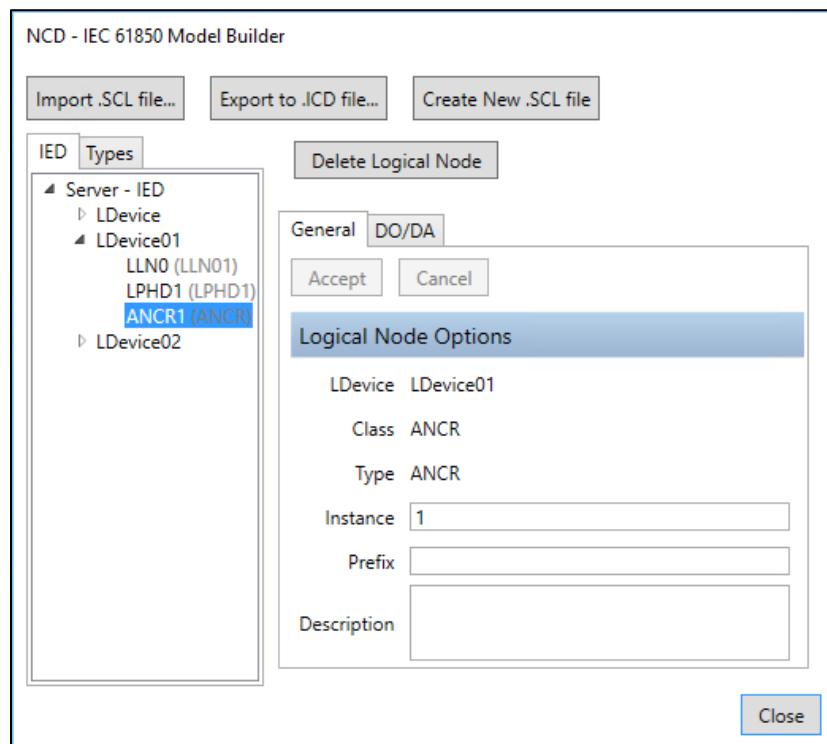 NCD - IEC 61850 Model Builder
Import .SCL file... Export to .ICD file... Create New .SCL file
IED Types
Delete Logical Node
Server - IED
LDevice
LDevice01
LLN0 (LLN01)
LPHD1 (LPHD1)
ANCR1 (ANCR)
LDevice02
General DO/DA
Accept Cancel
Logical Node Options
LDevice LDevice01
Class ANCR
Type ANCR
Instance 1
Prefix
Description
Close